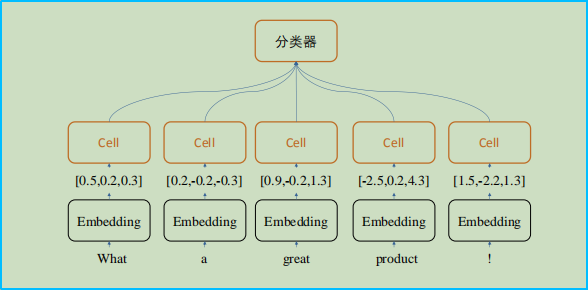 分类器
Cell Cell Cell Cell Cell
[0.5,0.2,0.3] [0.2,-0.2,-0.3] [0.9,-0.2,1.3] [-2.5,0.2,4.3] [1.5,-2.2,1.3]
Embedding Embedding Embedding Embedding Embedding
What a great product !